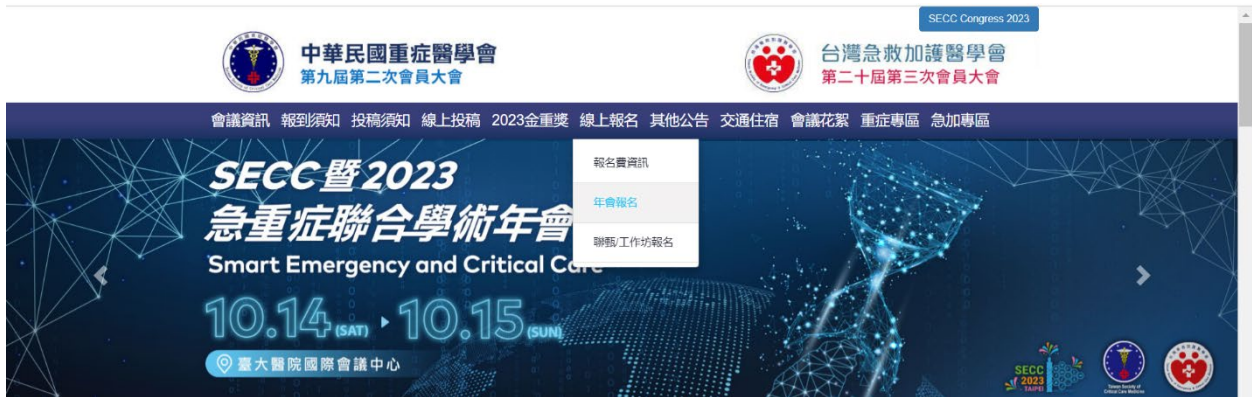 SECC Congress 2023
中華民國重症醫學會
第九屆第二次會員大會
台灣急救加護醫學會
第二十屆第三次會員大會
會議資訊 報到須知 投稿須知 線上投稿 2023金重獎 線上報名 其他公告 交通住宿 會議花絮 重症專區 急加專區
報名費資訊
年會報名
聯甄/工作坊報名
SECC暨2023
急重症聯合學術年會
Smart Emergency and Critical Care
10.14 (SAT) ▸ 10.15 (SUN)
臺大醫院國際會議中心
SECC
2023
TAIPEI
Taiwan Society of
Critical Care Medicine